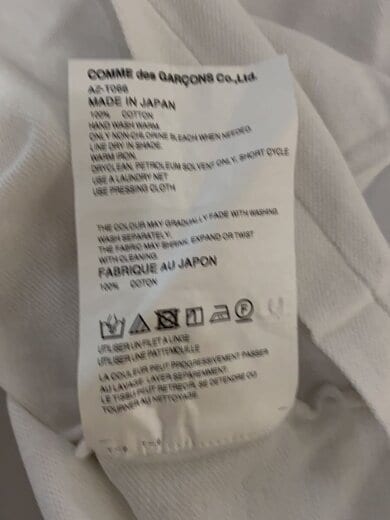 COMME des GARÇONS Co.,Ltd.
AZ-T088
MADE IN JAPAN
100% COTTON
HAND WASH WARM.
ONLY NON-CHLORINE BLEACH WHEN NEEDED.
LINE DRY IN SHADE.
WARM IRON.
DRYCLEAN, PETROLEUM SOLVENT ONLY, SHORT CYCLE
USE A LAUNDRY NET
USE PRESSING CLOTH
THE COLOUR MAY GRADUALLY FADE WITH WASHING.
WASH SEPARATELY.
THE FABRIC MAY SHRINK, EXPAND OR TWIST
WITH CLEANING.
FABRIQUE AU JAPON
100% COTON
UTILISER UN FILET A LINGE
UTILISER UNE PATTEMOUILLE
LA COULEUR PEUT PROGRESSIVEMENT PASSER
AU LAVAGE. LAVER SEPAREMENT.
LE TISSU PEUT RETRECIR, SE DETENDRE OU
TOURNER AU NETTOYAGE.